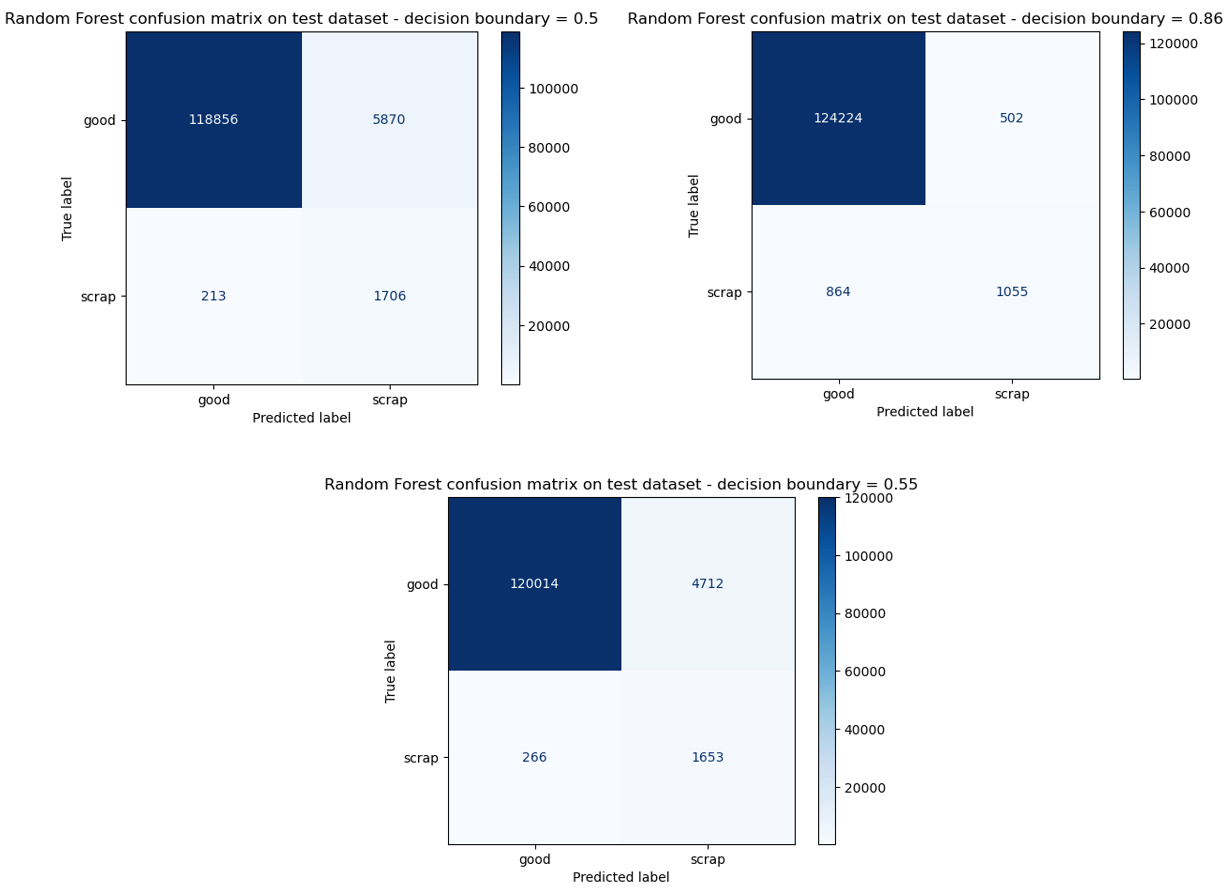 Random Forest confusion matrix on test dataset - decision boundary = 0.5
good
118856
5870
scrap
213
1706
good
scrap
True label
Predicted label
100000
80000
60000
40000
20000
Random Forest confusion matrix on test dataset - decision boundary = 0.86
good
124224
502
scrap
864
1055
good
scrap
True label
Predicted label
120000
100000
80000
60000
40000
20000
Random Forest confusion matrix on test dataset - decision boundary = 0.55
good
120014
4712
scrap
266
1653
good
scrap
True label
Predicted label
120000
100000
80000
60000
40000
20000